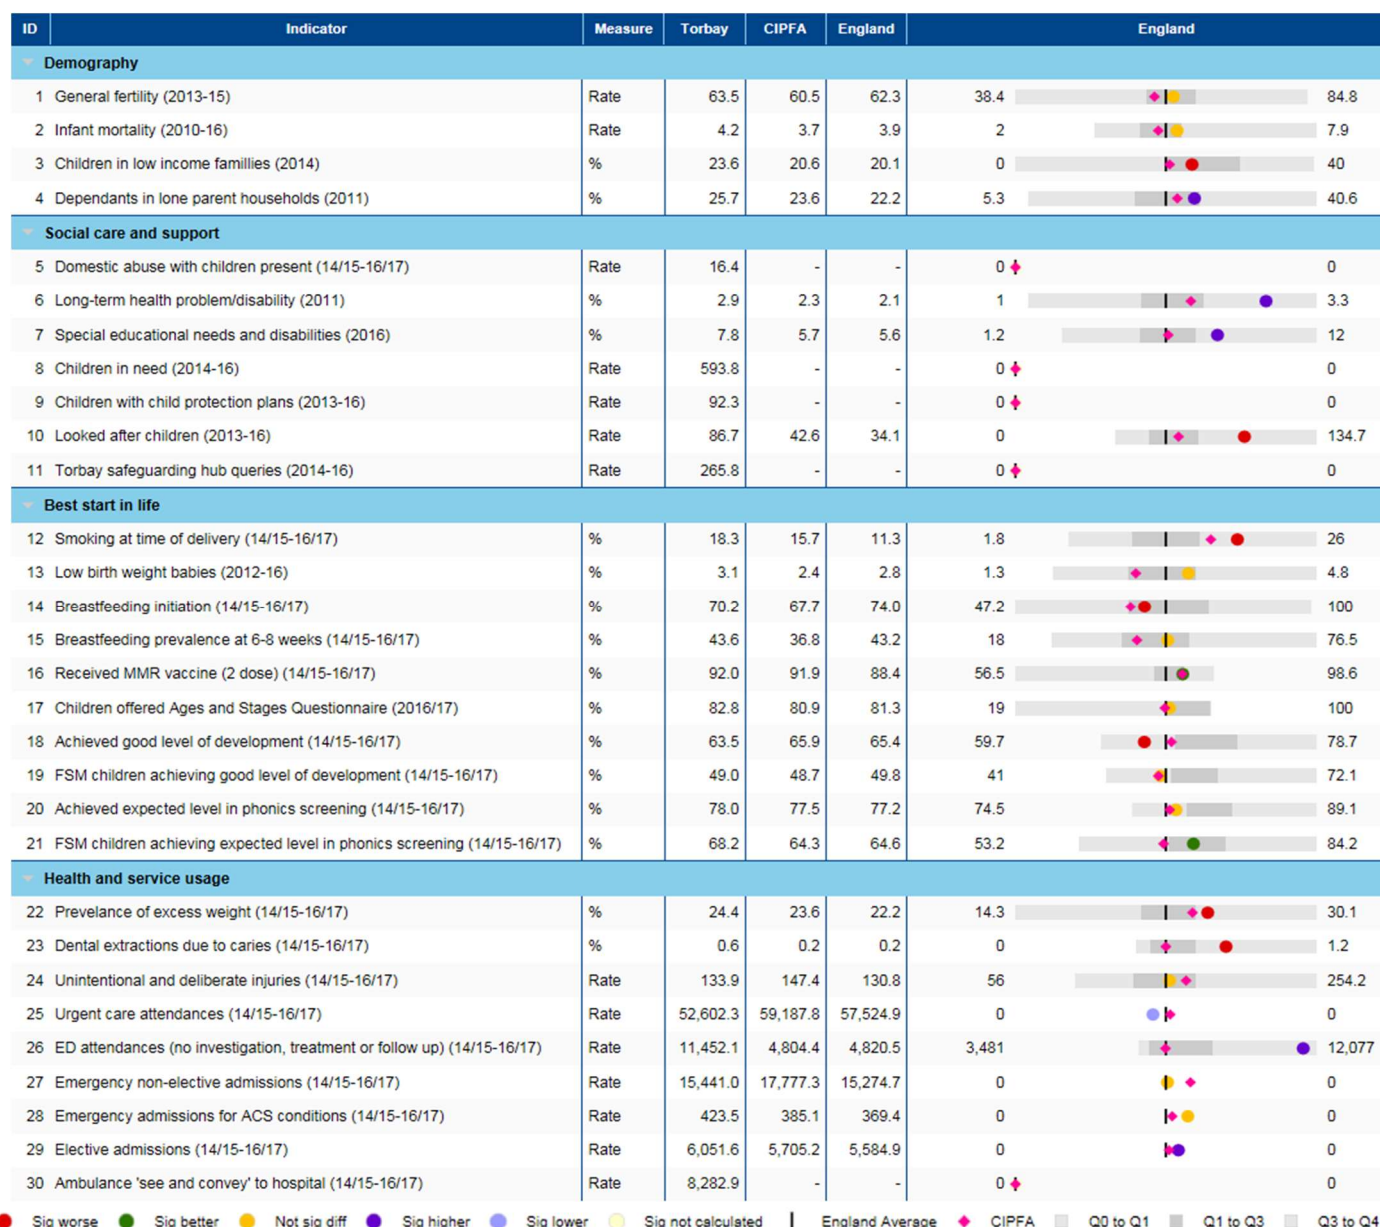 ID Indicator Measure Torbay CIPFA England England
Demography
1 General fertility (2013-15) Rate 63.5 60.5 62.3 38.4 84.8
2 Infant mortality (2010-16) Rate 4.2 3.7 3.9 2 7.9
3 Children in low income famillies (2014) % 23.6 20.6 20.1 0 40
4 Dependants in lone parent households (2011) % 25.7 23.6 22.2 5.3 40.6
Social care and support
5 Domestic abuse with children present (14/15-16/17) Rate 16.4 - - 0 0
6 Long-term health problem/disability (2011) % 2.9 2.3 2.1 1 3.3
7 Special educational needs and disabilities (2016) % 7.8 5.7 5.6 1.2 12
8 Children in need (2014-16) Rate 593.8 - - 0 0
9 Children with child protection plans (2013-16) Rate 92.3 - - 0 0
10 Looked after children (2013-16) Rate 86.7 42.6 34.1 0 134.7
11 Torbay safeguarding hub queries (2014-16) Rate 265.8 - - 0 0
Best start in life
12 Smoking at time of delivery (14/15-16/17) % 18.3 15.7 11.3 1.8 26
13 Low birth weight babies (2012-16) % 3.1 2.4 2.8 1.3 4.8
14 Breastfeeding initiation (14/15-16/17) % 70.2 67.7 74.0 47.2 100
15 Breastfeeding prevalence at 6-8 weeks (14/15-16/17) % 43.6 36.8 43.2 18 76.5
16 Received MMR vaccine (2 dose) (14/15-16/17) % 92.0 91.9 88.4 56.5 98.6
17 Children offered Ages and Stages Questionnaire (2016/17) % 82.8 80.9 81.3 19 100
18 Achieved good level of development (14/15-16/17) % 63.5 65.9 65.4 59.7 78.7
19 FSM children achieving good level of development (14/15-16/17) % 49.0 48.7 49.8 41 72.1
20 Achieved expected level in phonics screening (14/15-16/17) % 78.0 77.5 77.2 74.5 89.1
21 FSM children achieving expected level in phonics screening (14/15-16/17) % 68.2 64.3 64.6 53.2 84.2
Health and service usage
22 Prevelance of excess weight (14/15-16/17) % 24.4 23.6 22.2 14.3 30.1
23 Dental extractions due to caries (14/15-16/17) % 0.6 0.2 0.2 0 1.2
24 Unintentional and deliberate injuries (14/15-16/17) Rate 133.9 147.4 130.8 56 254.2
25 Urgent care attendances (14/15-16/17) Rate 52,602.3 59,187.8 57,524.9 0 0
26 ED attendances (no investigation, treatment or follow up) (14/15-16/17) Rate 11,452.1 4,804.4 4,820.5 3,481 12,077
27 Emergency non-elective admissions (14/15-16/17) Rate 15,441.0 17,777.3 15,274.7 0 0
28 Emergency admissions for ACS conditions (14/15-16/17) Rate 423.5 385.1 369.4 0 0
29 Elective admissions (14/15-16/17) Rate 6,051.6 5,705.2 5,584.9 0 0
30 Ambulance 'see and convey' to hospital (14/15-16/17) Rate 8,282.9 - - 0 0
Sig worse Sig better Not sig diff Sig higher Sig lower Sig not calculated England Average CIPFA Q0 to Q1 Q1 to Q3 Q3 to Q4